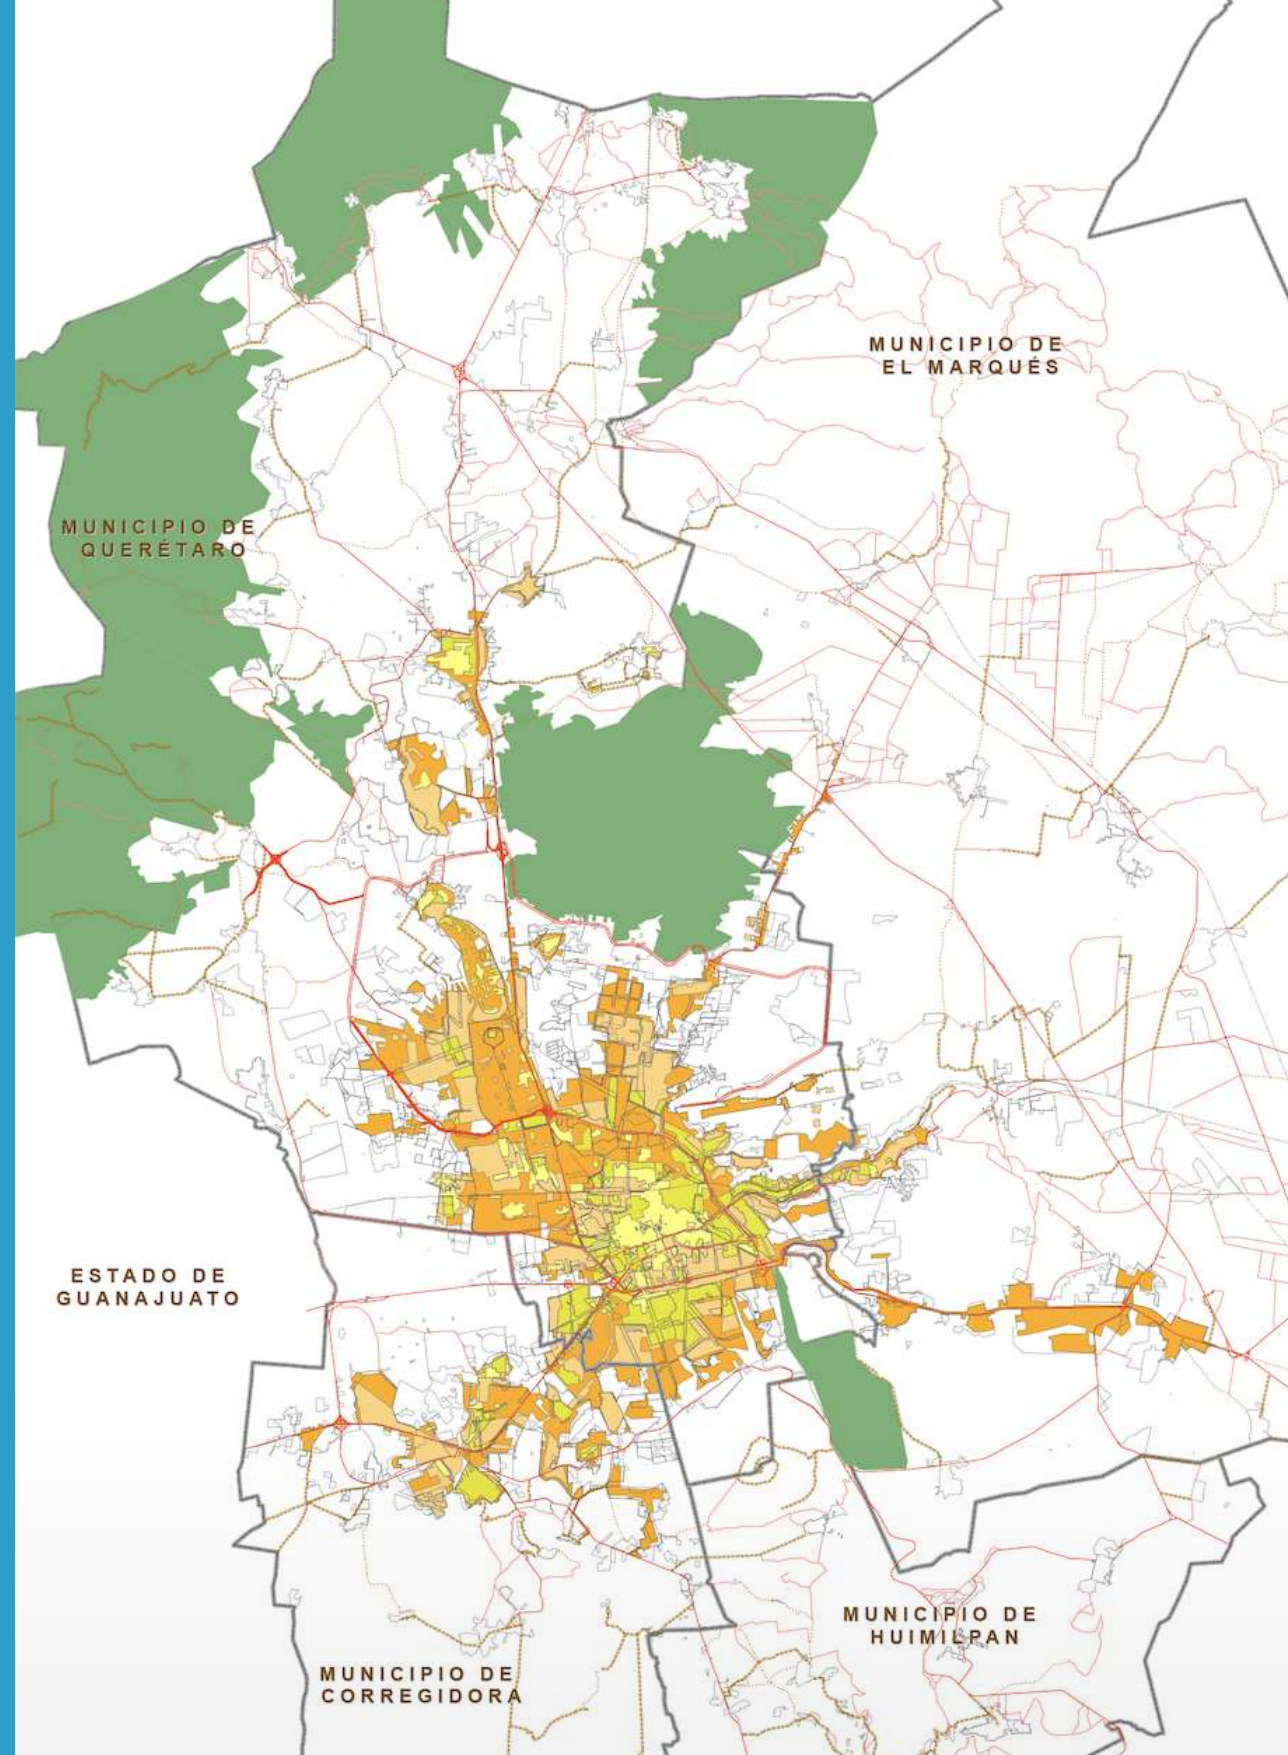 MUNICIPIO DE
EL MARQUÉS
MUNICIPIO DE
QUERÉTARO
ESTADO DE
GUANAJUATO
MUNICIPIO DE
HUIMILPAN
MUNICIPIO DE
CORREGIDORA